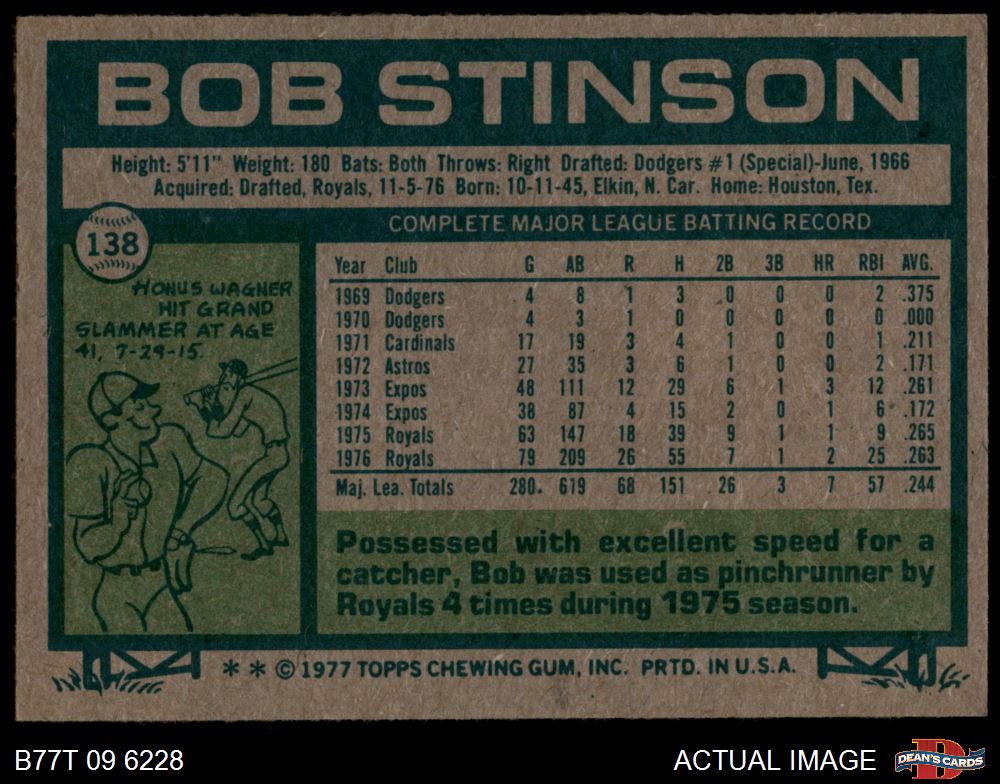 BOB STINSON
Height: 5'11" Weight: 180 Bats: Both Throws: Right Drafted: Dodgers #1 (Special)-June, 1966
Acquired: Drafted, Royals, 11-5-76 Born: 10-11-45, Elkin, N. Car. Home: Houston, Tex.
138
HONUS WAGNER
HIT GRAND
SLAMMER AT AGE
41, 7-29-15.
COMPLETE MAJOR LEAGUE BATTING RECORD
Year Club G AB R H 2B 3B HR RBI AVG.
1969 Dodgers 4 8 1 3 0 0 0 2 .375
1970 Dodgers 4 3 1 0 0 0 0 0 .000
1971 Cardinals 17 19 3 4 1 0 0 1 .211
1972 Astros 27 35 3 6 1 0 0 2 .171
1973 Expos 48 111 12 29 6 1 3 12 .261
1974 Expos 38 87 4 15 2 0 1 6 .172
1975 Royals 63 147 18 39 9 1 1 9 .265
1976 Royals 79 209 26 55 7 1 2 25 .263
Maj. Lea. Totals 280 619 68 151 26 3 7 57 .244
Possessed with excellent speed for a
catcher, Bob was used as pinchrunner by
Royals 4 times during 1975 season.
* * © 1977 TOPPS CHEWING GUM, INC. PRTD. IN U.S.A.
B77T 09 6228
ACTUAL IMAGE
D
DEAN'S CARDS